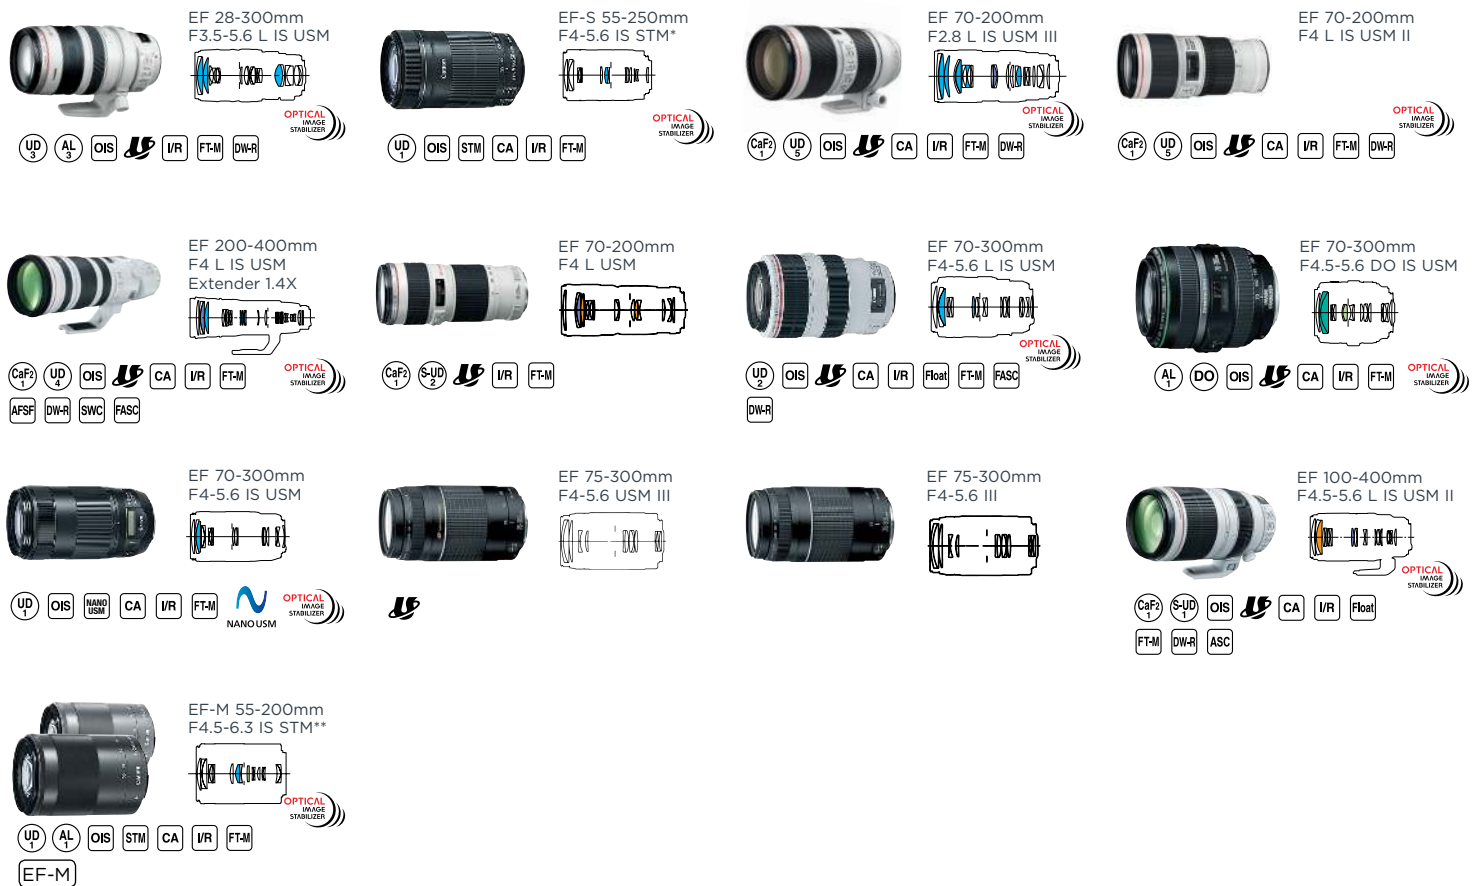 EF 28-300mm
F3.5-5.6 L IS USM
OPTICAL
IMAGE
STABILIZER
UD 3 AL 3 OIS US I/R FT-M DW-R
EF-S 55-250mm
F4-5.6 IS STM*
OPTICAL
IMAGE
STABILIZER
Canon
UD 1 OIS STM CA I/R FT-M
EF 70-200mm
F2.8 L IS USM III
OPTICAL
IMAGE
STABILIZER
CaF2 1 UD 5 OIS US CA I/R FT-M DW-R
EF 70-200mm
F4 L IS USM II
OPTICAL
IMAGE
STABILIZER
CaF2 1 UD 5 OIS US CA I/R FT-M DW-R
EF 200-400mm
F4 L IS USM
Extender 1.4X
OPTICAL
IMAGE
STABILIZER
CaF2 1 UD 4 OIS US CA I/R FT-M
AFSF DW-R SWC FASC
EF 70-200mm
F4 L USM
CaF2 1 S-UD 2 US I/R FT-M
EF 70-300mm
F4-5.6 L IS USM
OPTICAL
IMAGE
STABILIZER
UD 2 OIS US CA I/R Float FT-M FASC
DW-R
EF 70-300mm
F4.5-5.6 DO IS USM
AL 1 DO OIS US CA I/R FT-M
OPTICAL
IMAGE
STABILIZER
EF 70-300mm
F4-5.6 IS USM
UD 1 OIS NANO USM CA I/R FT-M
NANO USM
OPTICAL
IMAGE
STABILIZER
EF 75-300mm
F4-5.6 USM III
US
EF 75-300mm
F4-5.6 III
EF 100-400mm
F4.5-5.6 L IS USM II
OPTICAL
IMAGE
STABILIZER
CaF2 1 S-UD 1 OIS US CA I/R Float
FT-M DW-R ASC
EF-M 55-200mm
F4.5-6.3 IS STM**
OPTICAL
IMAGE
STABILIZER
UD 1 AL 1 OIS STM CA I/R FT-M
EF-M